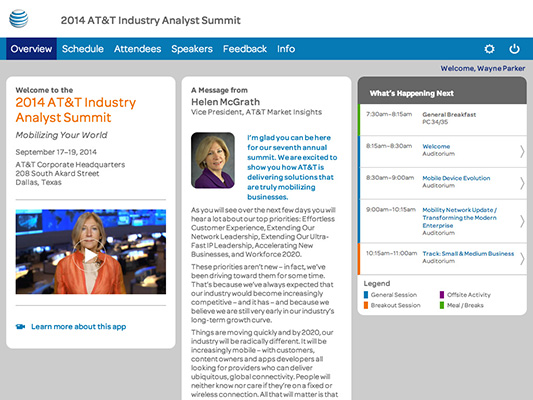 2014 AT&T Industry Analyst Summit
Overview Schedule Attendees Speakers Feedback Info
Welcome, Wayne Parker
Welcome to the
2014 AT&T Industry
Analyst Summit
Mobilizing Your World
September 17–19, 2014
AT&T Corporate Headquarters
208 South Akard Street
Dallas, Texas
Learn more about this app
A Message from
Helen McGrath
Vice President, AT&T Market Insights
I'm glad you can be here
for our seventh annual
summit. We are excited to
show you how AT&T is
delivering solutions that
are truly mobilizing
businesses.
As you will see over the next few days you will
hear a lot about our top priorities: Effortless
Customer Experience, Extending Our
Network Leadership, Extending Our Ultra-
Fast IP Leadership, Accelerating New
Businesses, and Workforce 2020.
These priorities aren't new – in fact, we've
been driving toward them for some time.
That's because we've always expected that
our industry would become increasingly
competitive – and it has – and because we
believe we are still very early in our industry's
long-term growth curve.
Things are moving quickly and by 2020, our
industry will be radically different. It will be
increasingly mobile – with customers,
content owners and apps developers all
looking for providers who can deliver
ubiquitous, global connectivity. People will
neither know nor care if they're on a fixed or
wireless connection. All that will matter is that
What's Happening Next
7:30am–8:15am General Breakfast
PC 34/35
8:15am–8:30am Welcome
Auditorium
8:30am–9:00am Mobile Device Evolution
Auditorium
9:00am–10:15am Mobility Network Update /
Transforming the Modern
Enterprise
Auditorium
10:15am–11:00am Track: Small & Medium Business
Auditorium
Legend
General Session Offsite Activity
Breakout Session Meal / Breaks